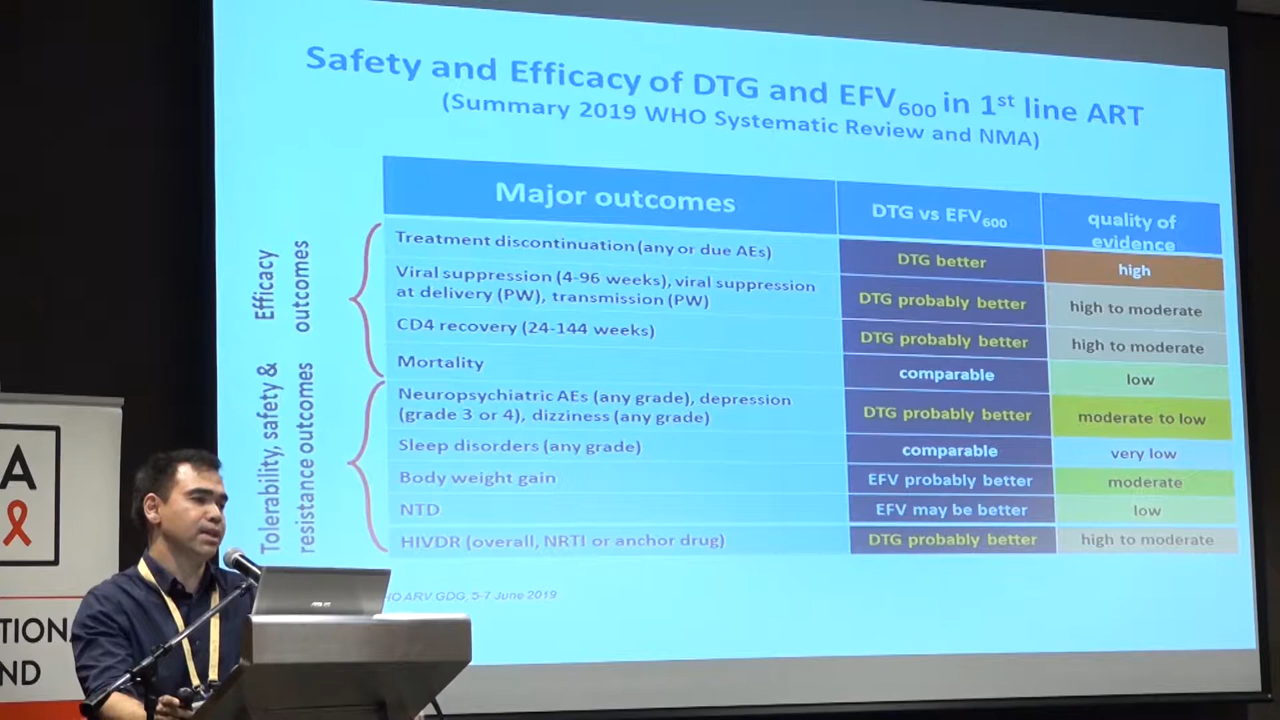 Safety and Efficacy of DTG and EFV600 in 1st line ART
(Summary 2019 WHO Systematic Review and NMA)
Major outcomes
DTG vs EFV600
quality of
evidence
Efficacy
outcomes
Treatment discontinuation (any or due AEs)
DTG better
high
Viral suppression (4-96 weeks), viral suppression
at delivery (PW), transmission (PW)
DTG probably better
high to moderate
CD4 recovery (24-144 weeks)
DTG probably better
high to moderate
Mortality
comparable
low
Tolerability, safety &
resistance outcomes
Neuropsychiatric AEs (any grade), depression
(grade 3 or 4), dizziness (any grade)
DTG probably better
moderate to low
Sleep disorders (any grade)
comparable
very low
Body weight gain
EFV probably better
moderate
NTD
EFV may be better
low
HIVDR (overall, NRTI or anchor drug)
DTG probably better
high to moderate
HO ARV GDG, 5-7 June 2019
A
TION
ND